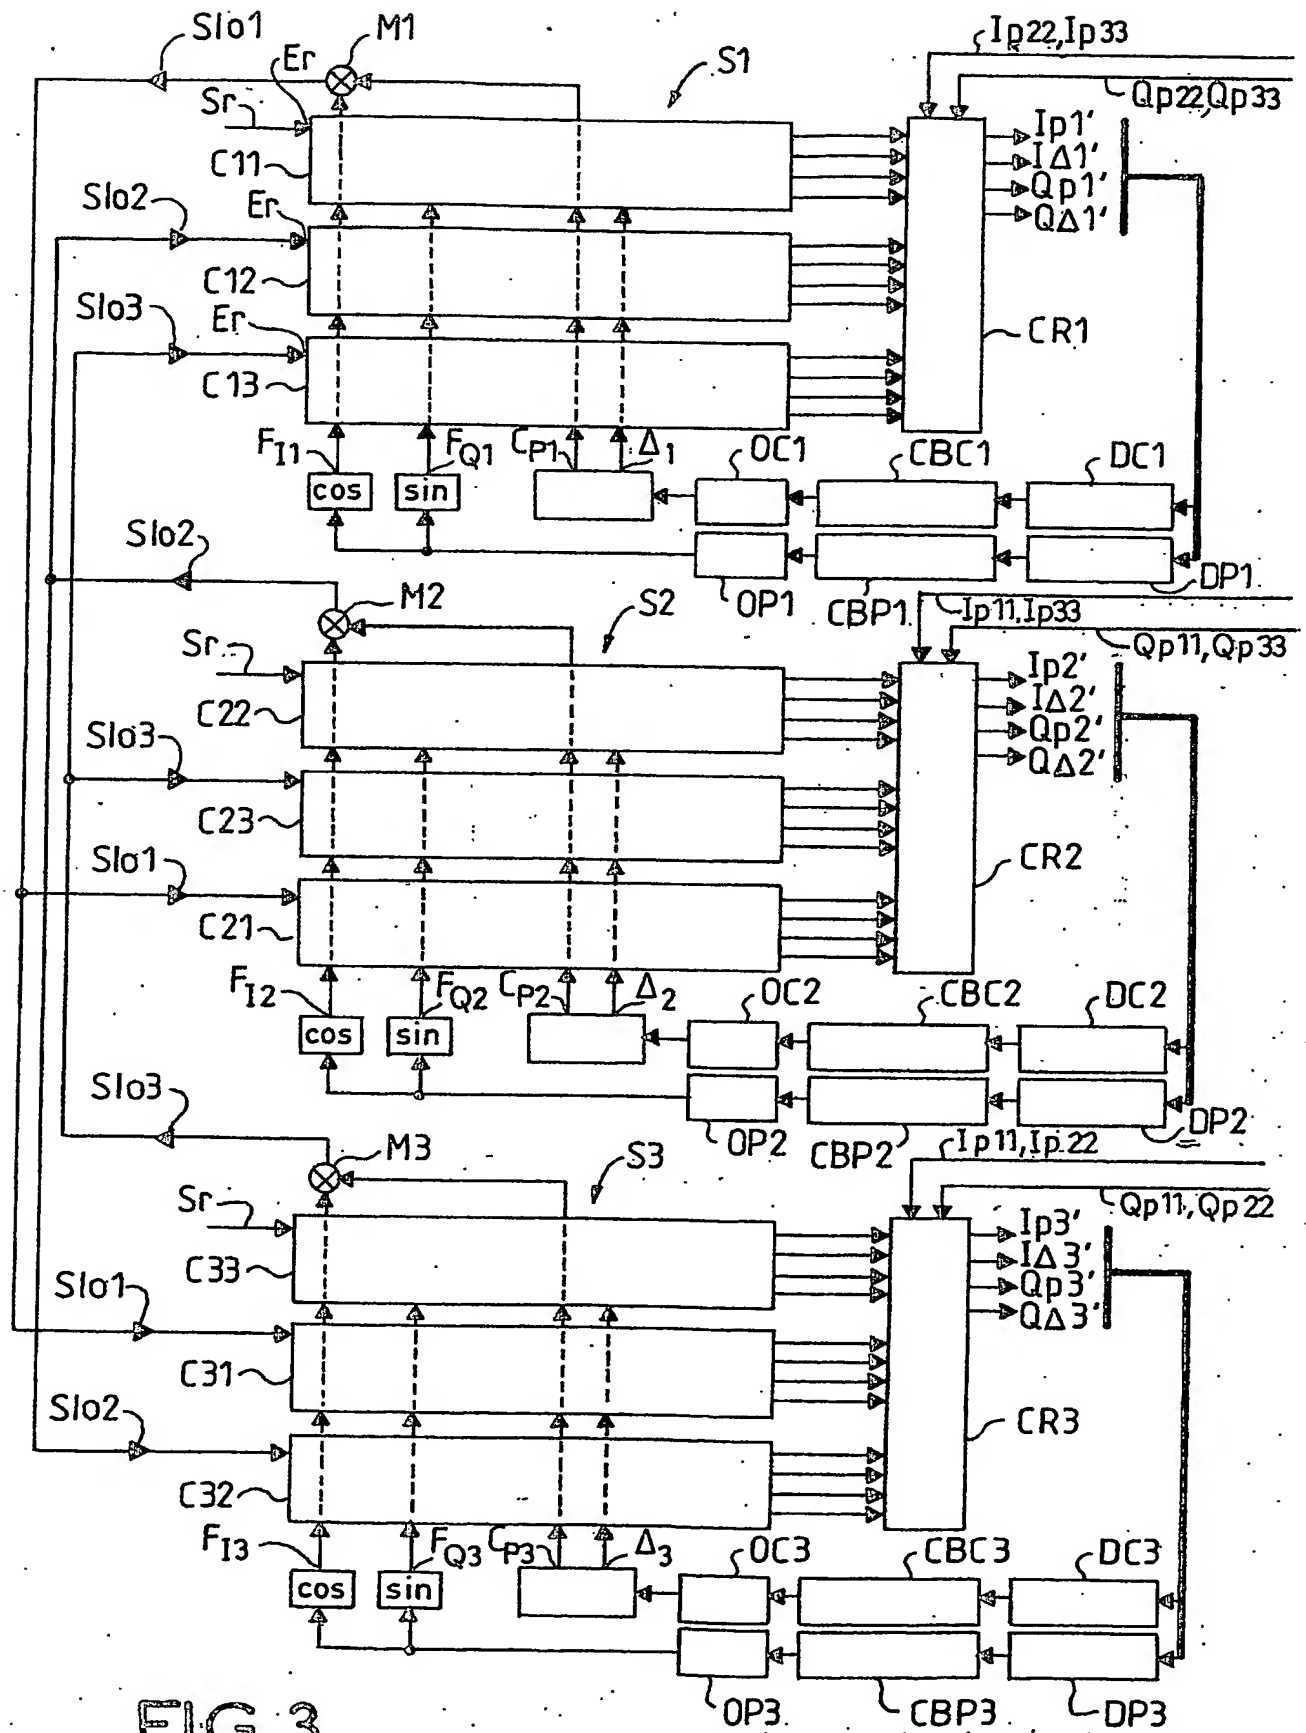 Slo1
M1
Ip22,Ip33
Er
S1
Qp22,Qp33
Sr
Ip1'
C11
IΔ1'
Qp1'
Slo2
Er
QΔ1'
C12
Slo3
Er
CR1
C13
FI1
FQ1
CP1
Δ1
OC1
CBC1
DC1
cos
sin
Slo2
OP1
CBP1
DP1
M2
S2
Ip11,Ip33
Sr
Qp11,Qp33
Ip2'
C22
IΔ2'
Slo3
Qp2'
QΔ2'
C23
Slo1
CR2
C21
FI2
FQ2
CP2
Δ2
OC2
CBC2
DC2
cos
sin
Slo3
OP2
CBP2
DP2
M3
S3
Ip11,Ip22
Sr
Qp11,Qp22
Ip3'
C33
IΔ3'
Slo1
Qp3'
QΔ3'
C31
Slo2
CR3
C32
FI3
FQ3
CP3
Δ3
OC3
CBC3
DC3
cos
sin
OP3
CBP3
DP3
FIG_3